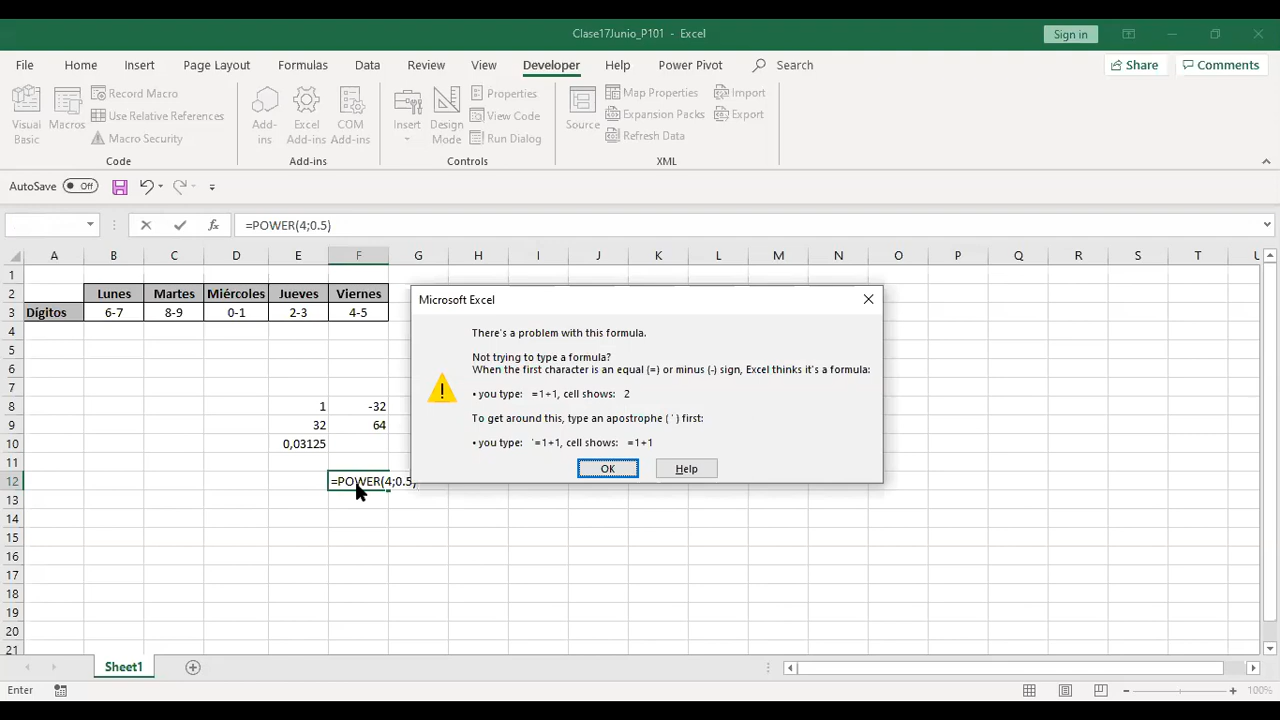 Clase17Junio_P101 - Excel
Sign in
File Home Insert Page Layout Formulas Data Review View Developer Help Power Pivot Search Share Comments
Visual Basic
Macros
Record Macro
Use Relative References
Macro Security
Code
Add-ins
Excel Add-ins
COM Add-ins
Add-ins
Insert
Design Mode
Properties
View Code
Run Dialog
Controls
Source
Map Properties
Expansion Packs
Refresh Data
Import
Export
XML
AutoSave Off
fx =POWER(4;0.5)
A B C D E F G H I J K L M N O P Q R S T U
1
2 Lunes Martes Miércoles Jueves Viernes
3 Dígitos 6-7 8-9 0-1 2-3 4-5
4
5
6
7
8 1 -32
9 32 64
10 0,03125
11
12 =POWER(4;0.5)
13
14
15
16
17
18
19
20
21
Microsoft Excel
There's a problem with this formula.
Not trying to type a formula?
When the first character is an equal (=) or minus (-) sign, Excel thinks it's a formula:
• you type: =1+1, cell shows: 2
To get around this, type an apostrophe ( ' ) first:
• you type: '=1+1, cell shows: =1+1
OK Help
Sheet1
Enter
100%